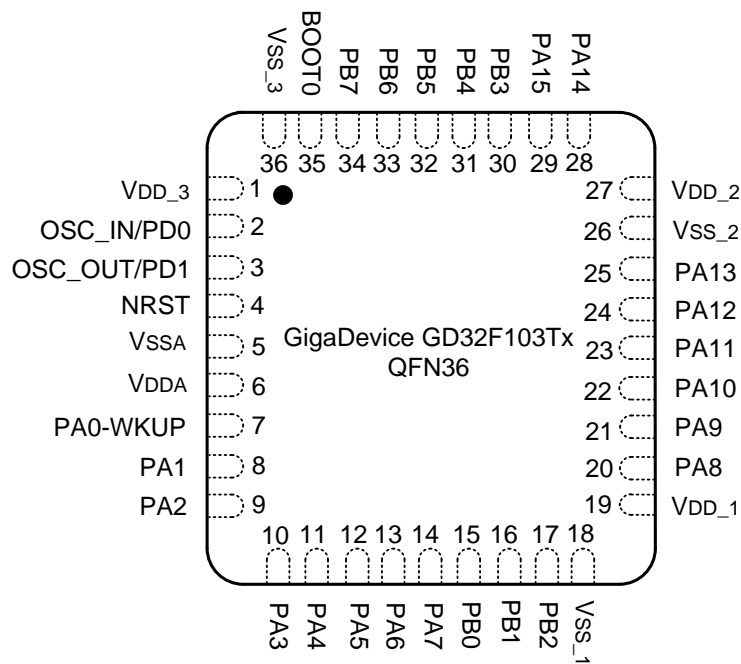 VSS_3
BOOT0
PB7
PB6
PB5
PB4
PB3
PA15
PA14
36 35 34 33 32 31 30 29 28
VDD_3 1
OSC_IN/PD0 2
OSC_OUT/PD1 3
NRST 4
VSSA 5
VDDA 6
PA0-WKUP 7
PA1 8
PA2 9
GigaDevice GD32F103Tx
QFN36
27 VDD_2
26 VSS_2
25 PA13
24 PA12
23 PA11
22 PA10
21 PA9
20 PA8
19 VDD_1
10 11 12 13 14 15 16 17 18
PA3
PA4
PA5
PA6
PA7
PB0
PB1
PB2
VSS_1